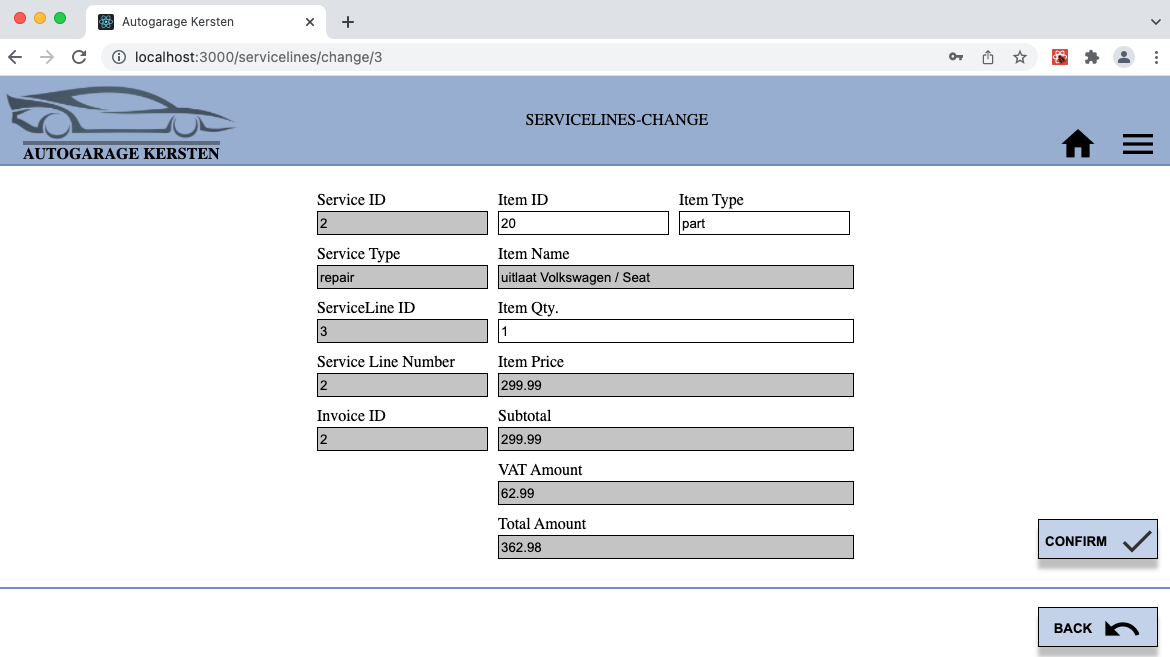 Autogarage Kersten
localhost:3000/servicelines/change/3
SERVICELINES-CHANGE
AUTOGARAGE KERSTEN
Service ID Item ID Item Type
2 20 part
Service Type Item Name
repair uitlaat Volkswagen / Seat
ServiceLine ID Item Qty.
3 1
Service Line Number Item Price
2 299.99
Invoice ID Subtotal
2 299.99
VAT Amount
62.99
Total Amount
362.98
CONFIRM
BACK